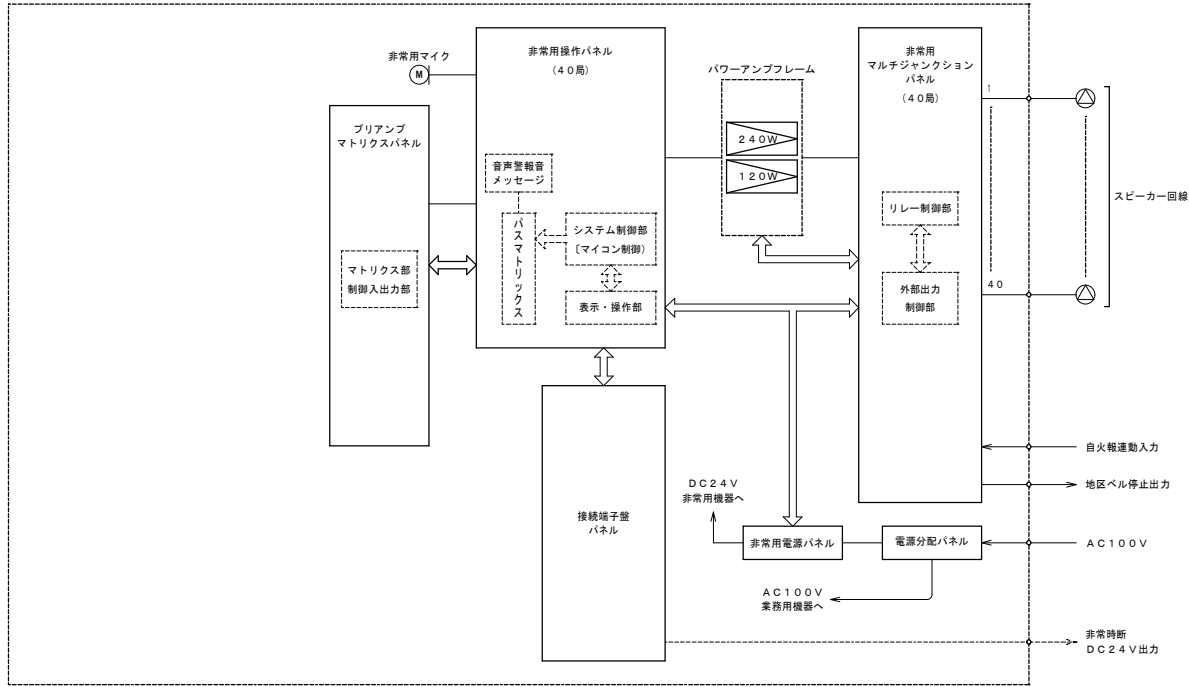 非常用マイク
M
プリアンプ
マトリクスパネル
マトリクス部
制御入出力部
非常用操作パネル
(40局)
音声警報音
メッセージ
パスマトリックス
システム制御部
〔マイコン制御〕
表示・操作部
パワーアンプフレーム
240W
120W
非常用
マルチジャンクション
パネル
(40局)
リレー制御部
外部出力
制御部
1
40
スピーカー回線
接続端子盤
パネル
DC24V
非常用機器へ
非常用電源パネル
電源分配パネル
AC100V
業務用機器へ
自火報連動入力
地区ベル停止出力
AC100V
非常時断
DC24V出力